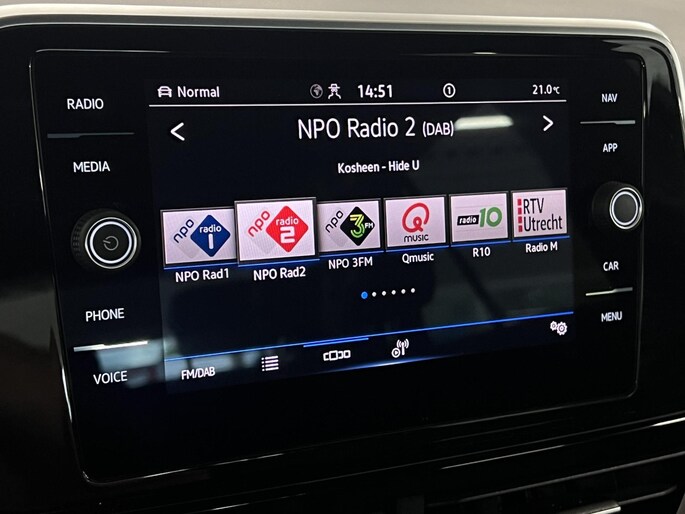 RADIO
MEDIA
PHONE
VOICE
Normal
14:51
1
21.0°C
NPO Radio 2 (DAB)
Kosheen - Hide U
npo radio 1
npo radio 2
npo 3FM
Q MUSIC
radio 10
RTV Utrecht
NPO Rad1
NPO Rad2
NPO 3FM
Qmusic
R10
Radio M
FM/DAB
NAV
APP
CAR
MENU